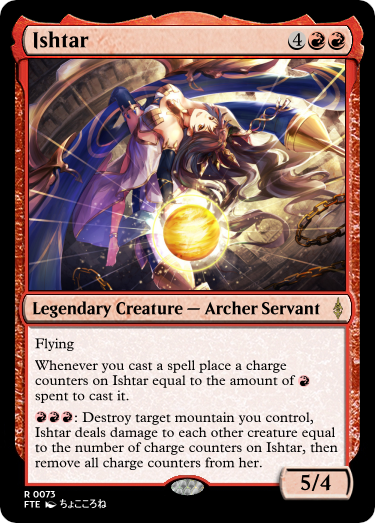 Ishtar 4
Legendary Creature — Archer Servant
Flying
Whenever you cast a spell place a charge
counters on Ishtar equal to the amount of
spent to cast it.
: Destroy target mountain you control,
Ishtar deals damage to each other creature equal
to the number of charge counters on Ishtar, then
remove all charge counters from her.
5/4
R 0073
FTE ちょこころね